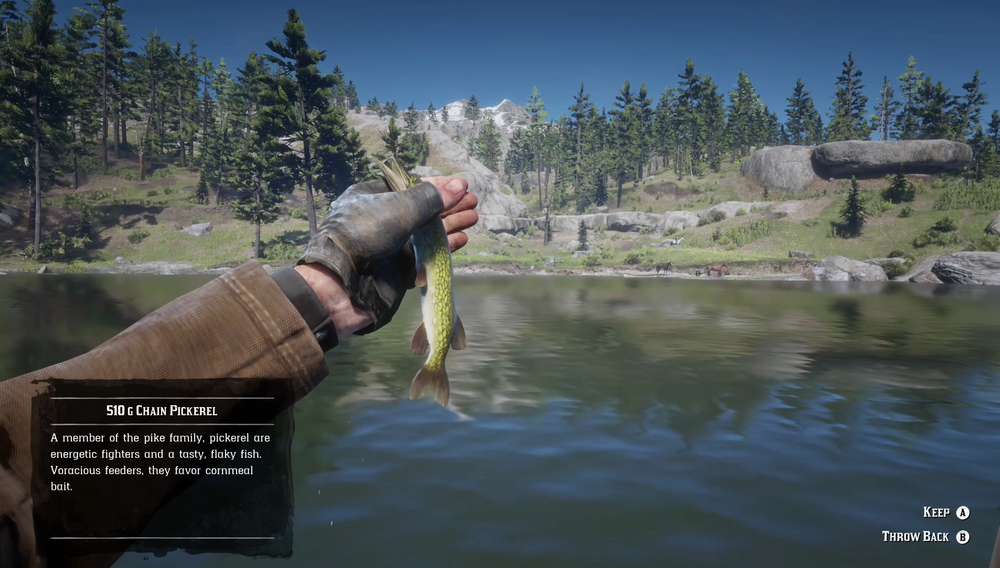 510 g Chain Pickerel
A member of the pike family, pickerel are
energetic fighters and a tasty, flaky fish.
Voracious feeders, they favor cornmeal
bait.
Keep A
Throw Back B